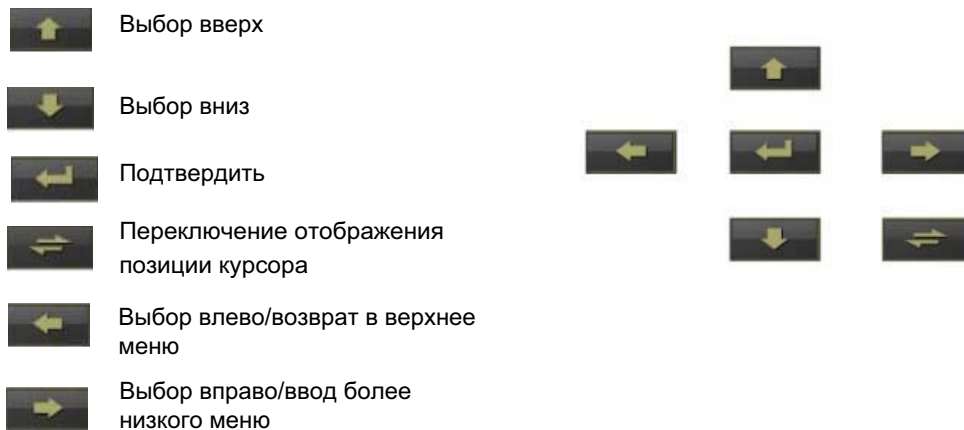 Выбор вверх
Выбор вниз
Подтвердить
Переключение отображения
позиции курсора
Выбор влево/возврат в верхнее
меню
Выбор вправо/ввод более
низкого меню